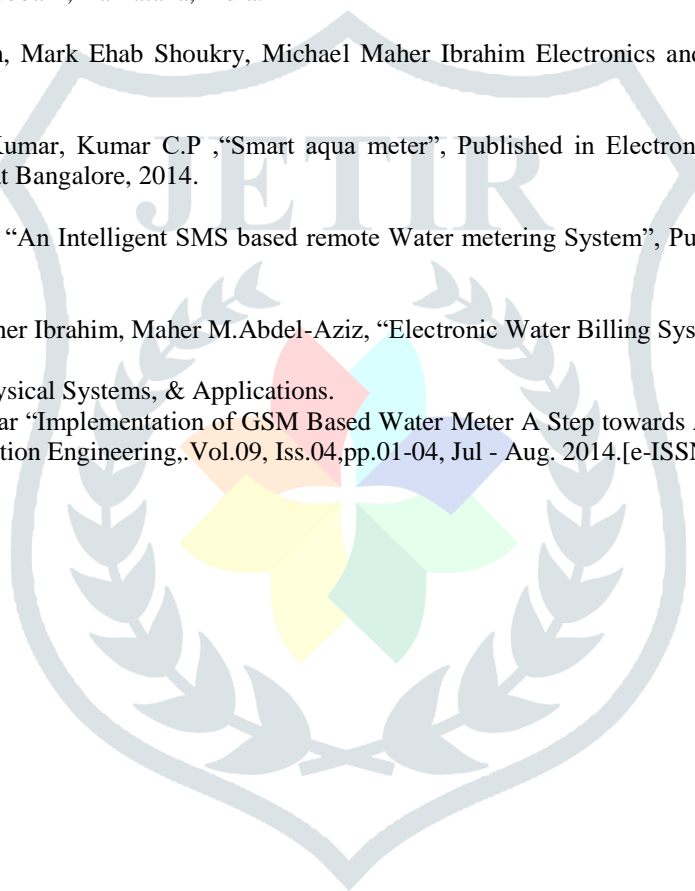 Karnataka, India.
Mark Ehab Shoukry, Michael Maher Ibrahim Electronics and
Kumar, Kumar C.P ,“Smart aqua meter”, Published in Electron
at Bangalore, 2014.
JETIR
“An Intelligent SMS based remote Water metering System”, Pu
her Ibrahim, Maher M.Abdel-Aziz, “Electronic Water Billing Sys
ysical Systems, & Applications.
ar “Implementation of GSM Based Water Meter A Step towards A
tion Engineering,.Vol.09, Iss.04,pp.01-04, Jul - Aug. 2014.[e-ISSN